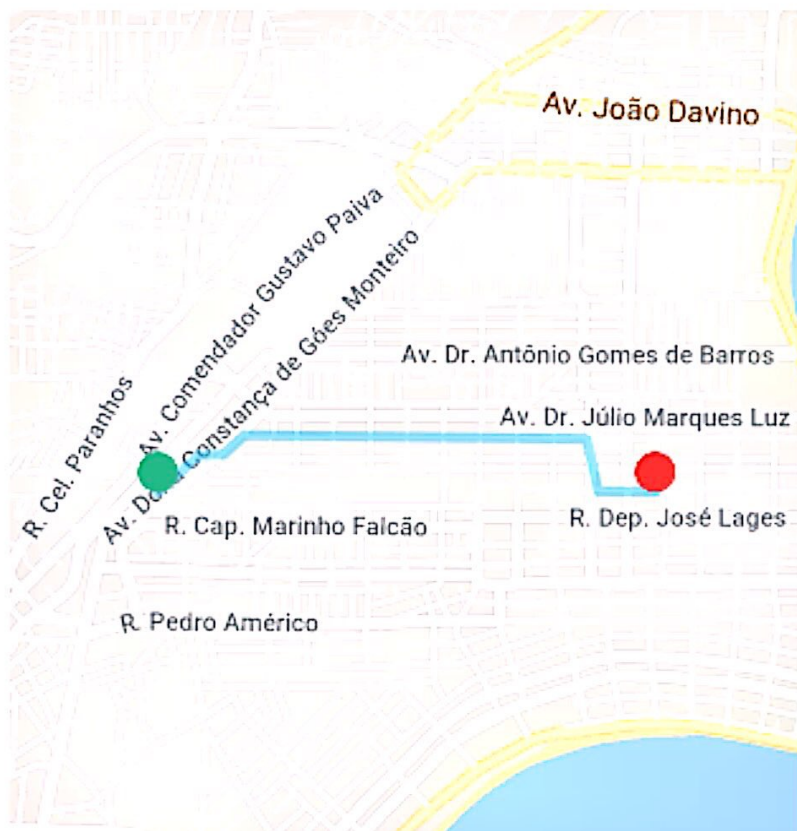 Av. João Davino
Av. Comendador Gustavo Paiva
Av. Dona Constança de Góes Monteiro
Av. Dr. Antônio Gomes de Barros
R. Cel. Paranhos
Av. Dr. Júlio Marques Luz
R. Cap. Marinho Falcão
R. Dep. José Lages
R. Pedro Américo